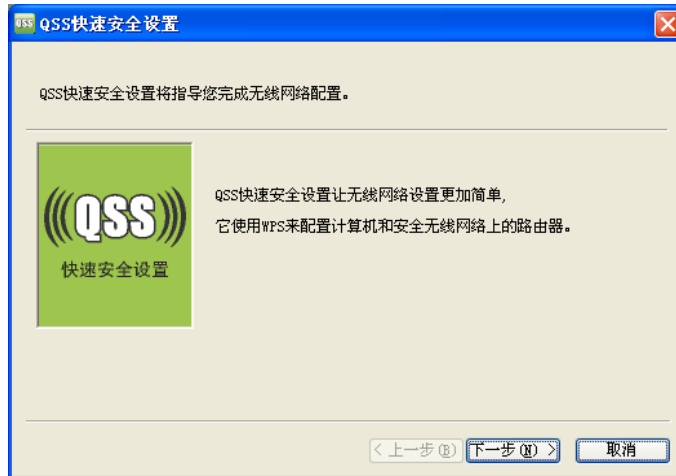 QSS QSS快速安全设置
QSS快速安全设置将指导您完成无线网络配置。
(((QSS)))
快速安全设置
QSS快速安全设置让无线网络设置更加简单,
它使用WPS来配置计算机和安全无线网络上的路由器。
< 上一步(B) 下一步(N) > 取消